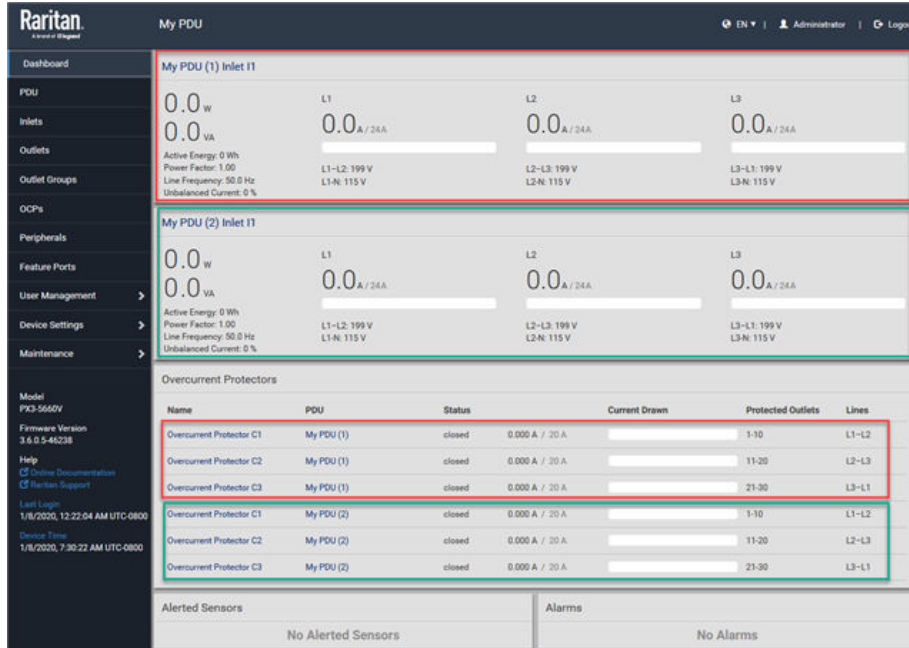 Raritan.
A brand of legrand
My PDU
EN
Administrator
Logou
Dashboard
PDU
Inlets
Outlets
Outlet Groups
OCPs
Peripherals
Feature Ports
User Management
Device Settings
Maintenance
Model
PX3-5660V
Firmware Version
3.6.0.5-46238
Help
Online Documentation
Raritan Support
Last Login
1/8/2020, 12:22:04 AM UTC-0800
Device Time
1/8/2020, 7:30:22 AM UTC-0800
My PDU (1) Inlet I1
0.0 W
0.0 VA
Active Energy: 0 Wh
Power Factor: 1.00
Line Frequency: 50.0 Hz
Unbalanced Current: 0 %
L1
0.0 A / 24A
L1-L2: 199 V
L1-N: 115 V
L2
0.0 A / 24A
L2-L3: 199 V
L2-N: 115 V
L3
0.0 A / 24A
L3-L1: 199 V
L3-N: 115 V
My PDU (2) Inlet I1
0.0 W
0.0 VA
Active Energy: 0 Wh
Power Factor: 1.00
Line Frequency: 50.0 Hz
Unbalanced Current: 0 %
L1
0.0 A / 24A
L1-L2: 199 V
L1-N: 115 V
L2
0.0 A / 24A
L2-L3: 199 V
L2-N: 115 V
L3
0.0 A / 24A
L3-L1: 199 V
L3-N: 115 V
Overcurrent Protectors
Name PDU Status Current Drawn Protected Outlets Lines
Overcurrent Protector C1 My PDU (1) closed 0.000 A / 20 A 1-10 L1-L2
Overcurrent Protector C2 My PDU (1) closed 0.000 A / 20 A 11-20 L2-L3
Overcurrent Protector C3 My PDU (1) closed 0.000 A / 20 A 21-30 L3-L1
Overcurrent Protector C1 My PDU (2) closed 0.000 A / 20 A 1-10 L1-L2
Overcurrent Protector C2 My PDU (2) closed 0.000 A / 20 A 11-20 L2-L3
Overcurrent Protector C3 My PDU (2) closed 0.000 A / 20 A 21-30 L3-L1
Alerted Sensors
No Alerted Sensors
Alarms
No Alarms